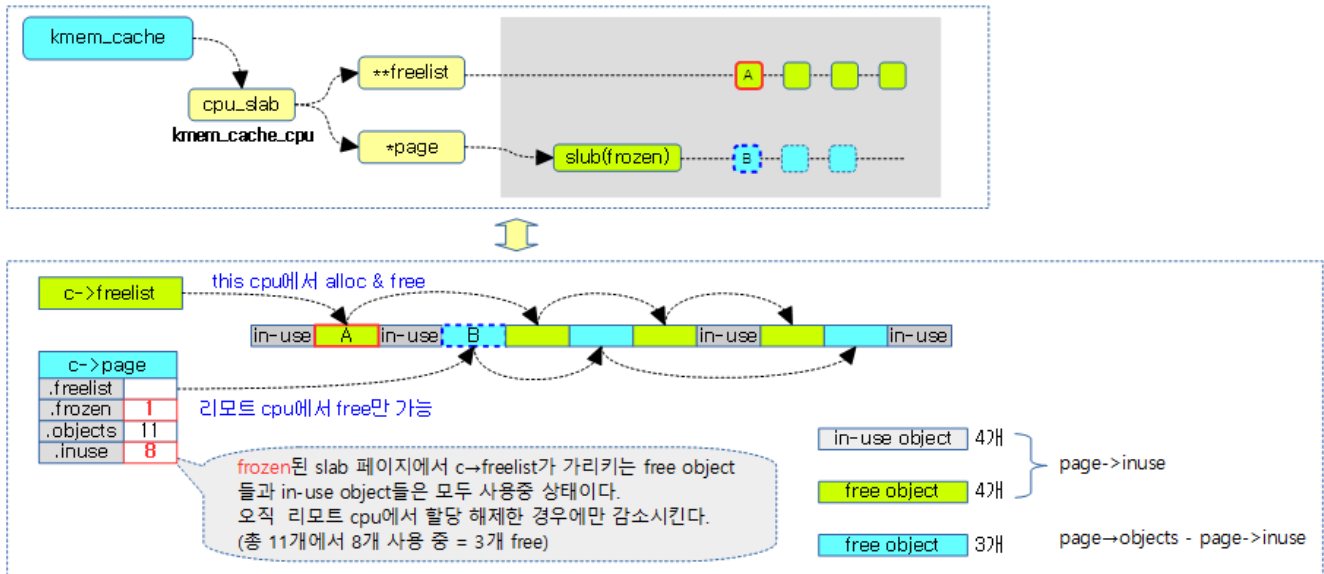 kmem_cache
**freelist
A
cpu_slab
kmem_cache_cpu
*page
slub(frozen)
B
c->freelist
this cpu에서 alloc & free
in-use A in-use B in-use in-use
c->page
.freelist
.frozen 1
리모트 cpu에서 free만 가능
.objects 11
.inuse 8
frozen된 slab 페이지에서 c→freelist가 가리키는 free object
들과 in-use object들은 모두 사용중 상태이다.
오직 리모트 cpu에서 할당 해제한 경우에만 감소시킨다.
(총 11개에서 8개 사용 중 = 3개 free)
in-use object 4개
page->inuse
free object 4개
free object 3개
page→objects - page->inuse